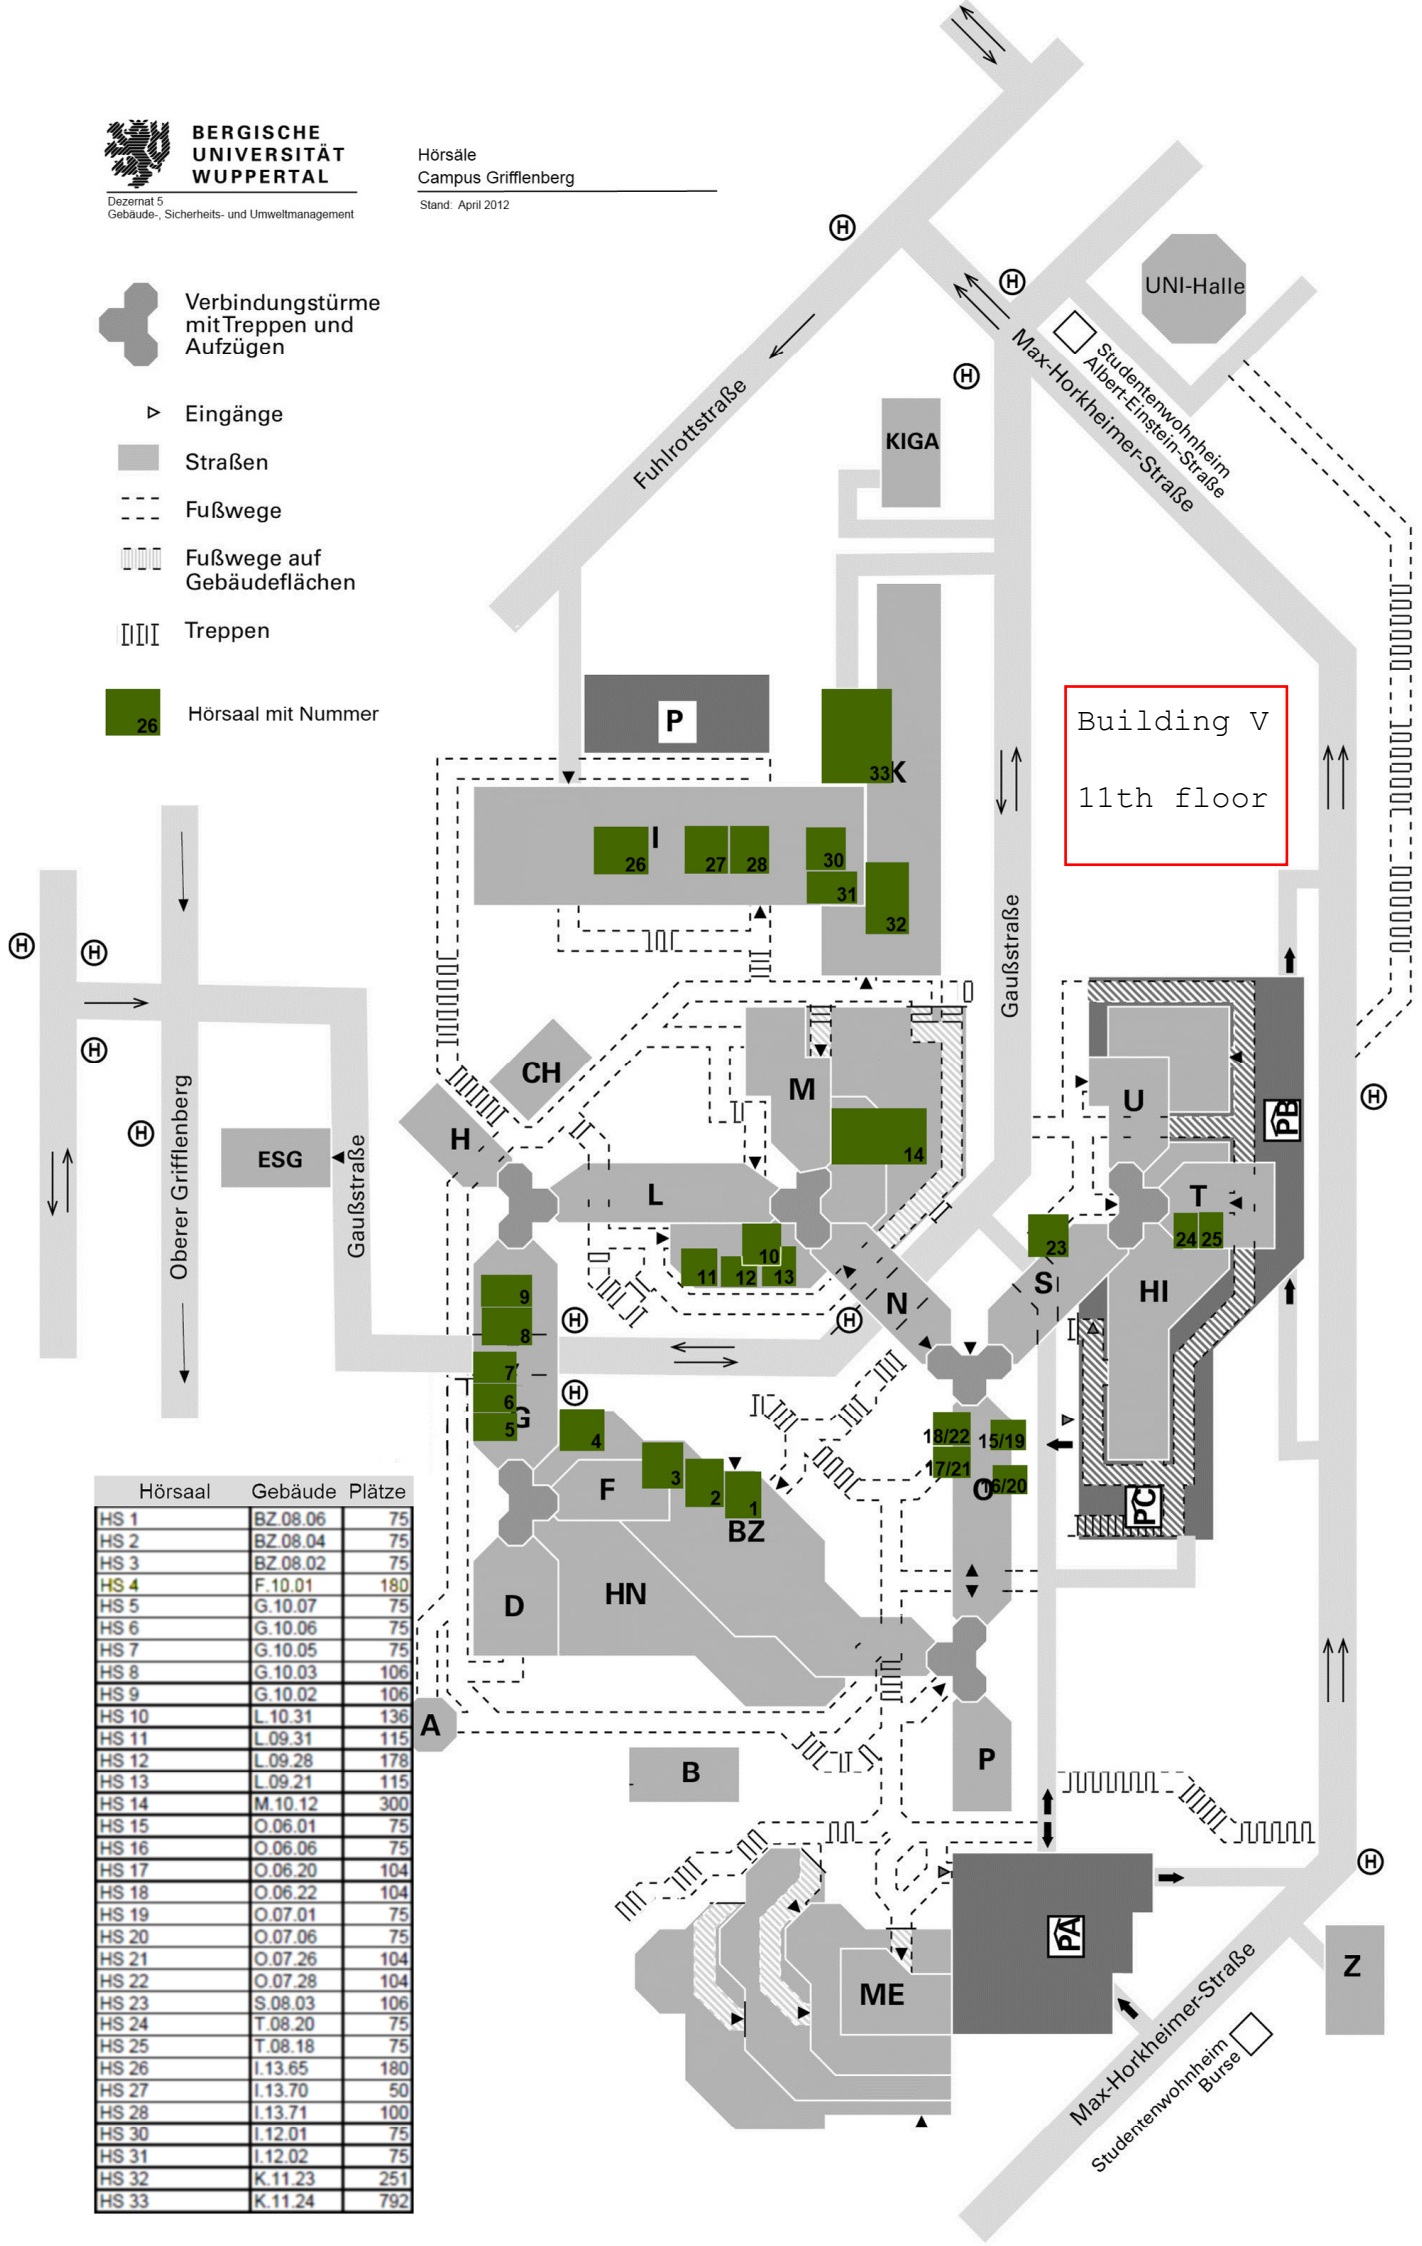 BERGISCHE
UNIVERSITÄT
WUPPERTAL
Dezernat 5
Gebäude-, Sicherheits- und Umweltmanagement
Hörsäle
Campus Grifflenberg
Stand: April 2012
Verbindungstürme
mit Treppen und
Aufzügen
Eingänge
Straßen
Fußwege
Fußwege auf
Gebäudeflächen
Treppen
26
Hörsaal mit Nummer
H
H
H
UNI-Halle
Max-Horkheimer-Straße
Studentenwohnheim
Albert-Einstein-Straße
Fuhlrottstraße
KIGA
P
33
K
Building V
11th floor
I
26
27
28
30
31
32
Gaußstraße
H
H
H
H
Oberer Grifflenberg
ESG
Gaußstraße
CH
H
M
14
U
PB
H
L
T
10
11
12
13
23
24
25
N
S
HI
9
8
H
H
7
6
5
G
H
4
3
2
1
F
BZ
18/22
15/19
17/21
16/20
O
PC
D
HN
A
B
P
H
ME
PA
Z
Max-Horkheimer-Straße
Studentenwohnheim
Burse
Hörsaal Gebäude Plätze
HS 1 BZ.08.06 75
HS 2 BZ.08.04 75
HS 3 BZ.08.02 75
HS 4 F.10.01 180
HS 5 G.10.07 75
HS 6 G.10.06 75
HS 7 G.10.05 75
HS 8 G.10.03 106
HS 9 G.10.02 106
HS 10 L.10.31 136
HS 11 L.09.31 115
HS 12 L.09.28 178
HS 13 L.09.21 115
HS 14 M.10.12 300
HS 15 O.06.01 75
HS 16 O.06.06 75
HS 17 O.06.20 104
HS 18 O.06.22 104
HS 19 O.07.01 75
HS 20 O.07.06 75
HS 21 O.07.26 104
HS 22 O.07.28 104
HS 23 S.08.03 106
HS 24 T.08.20 75
HS 25 T.08.18 75
HS 26 I.13.65 180
HS 27 I.13.70 50
HS 28 I.13.71 100
HS 30 I.12.01 75
HS 31 I.12.02 75
HS 32 K.11.23 251
HS 33 K.11.24 792